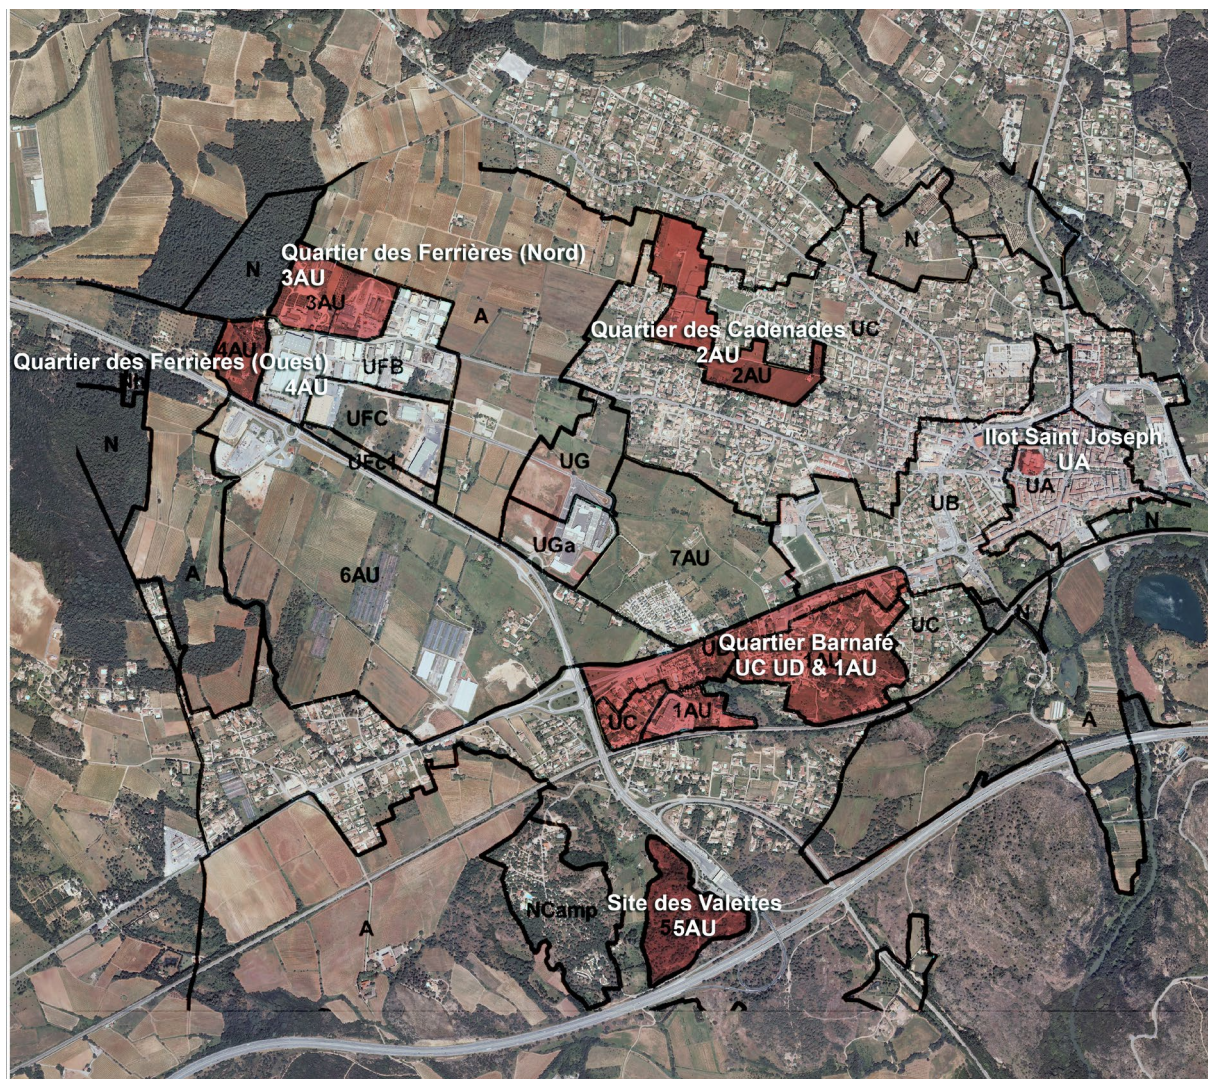 N
Quartier des Ferrières (Nord)
3AU
3AU
N
A
Quartier des Cadenades
2AU
UC
2AU
4AU
Quartier des Ferrières (Ouest)
4AU
UFB
Nh
UFC
UFc1
N
UG
Ilot Saint Joseph
UA
UA
UB
N
UGa
7AU
6AU
A
N
UC
Quartier Barnafé
UC UD & 1AU
UC
1AU
A
NCamp
Site des Valettes
5AU
A